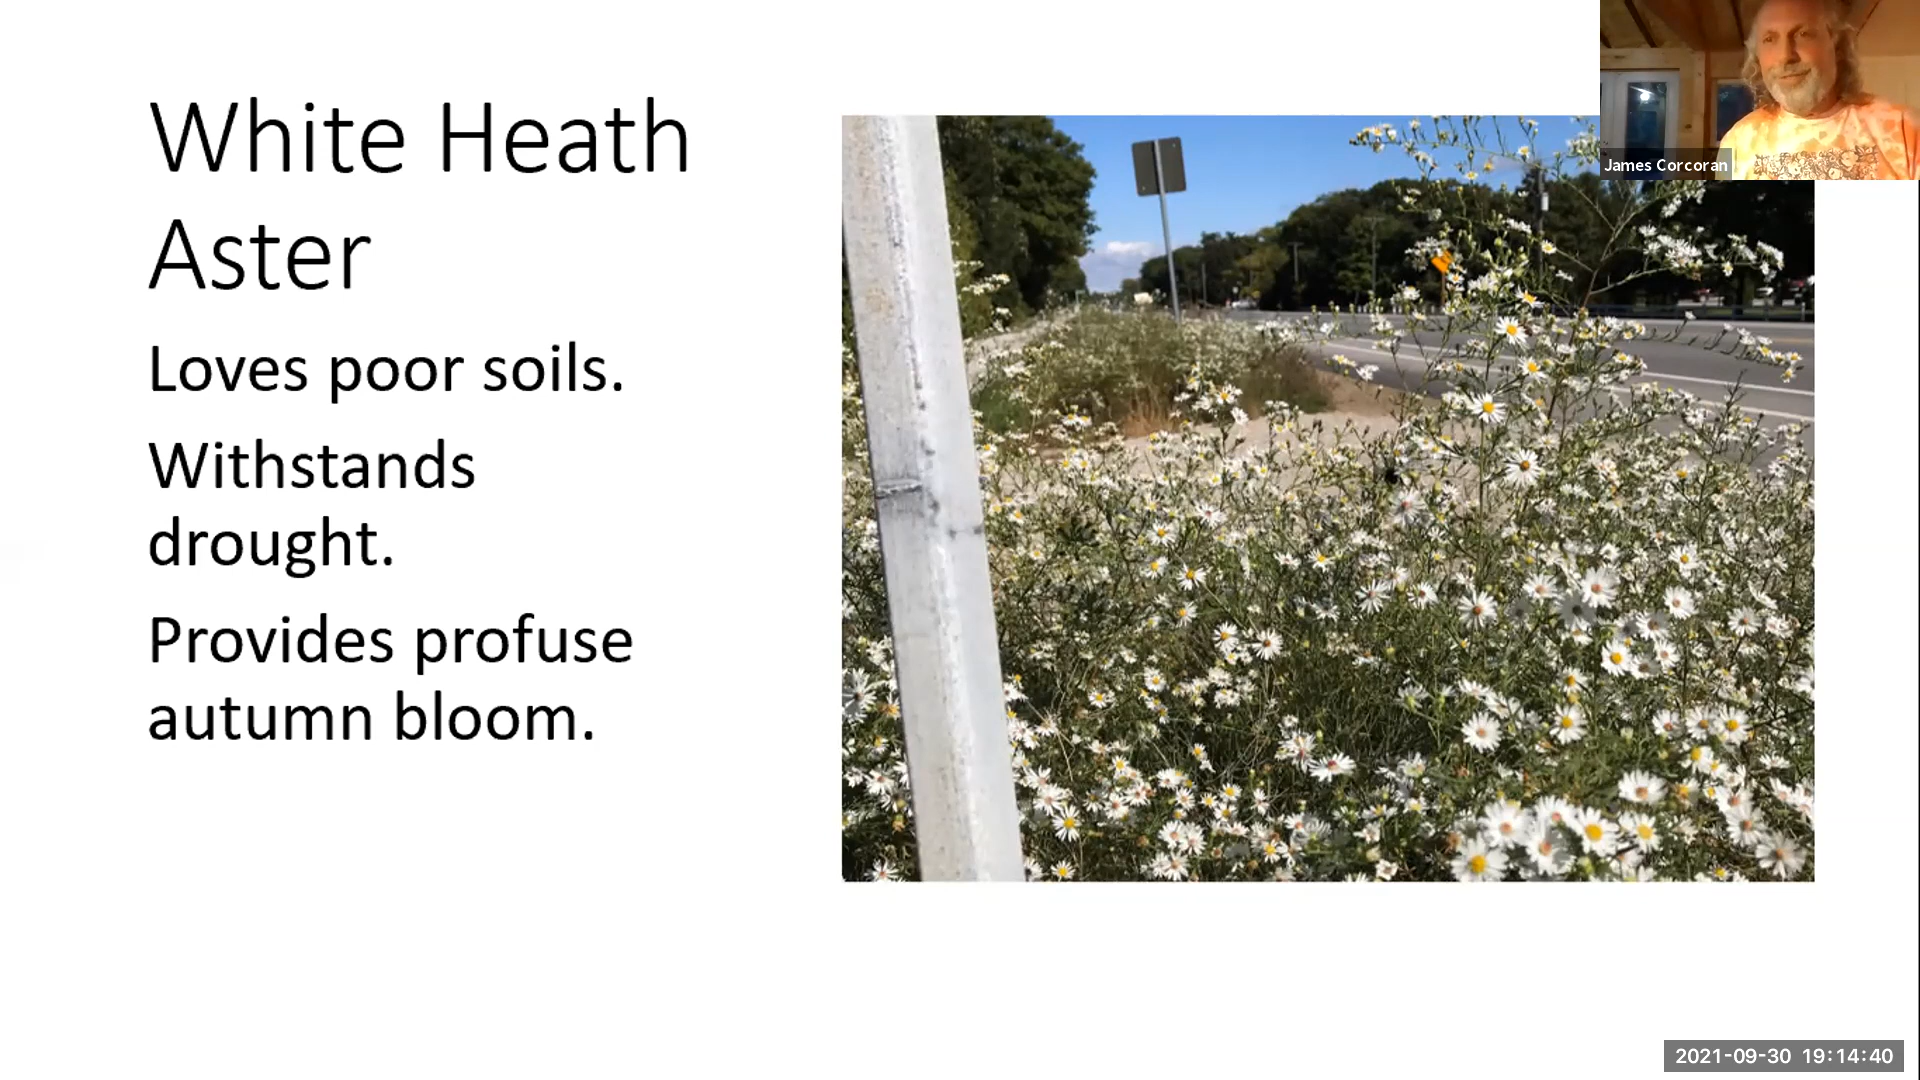 White Heath
Aster
Loves poor soils.
Withstands
drought.
Provides profuse
autumn bloom.
James Corcoran
2021-09-30 19:14:40